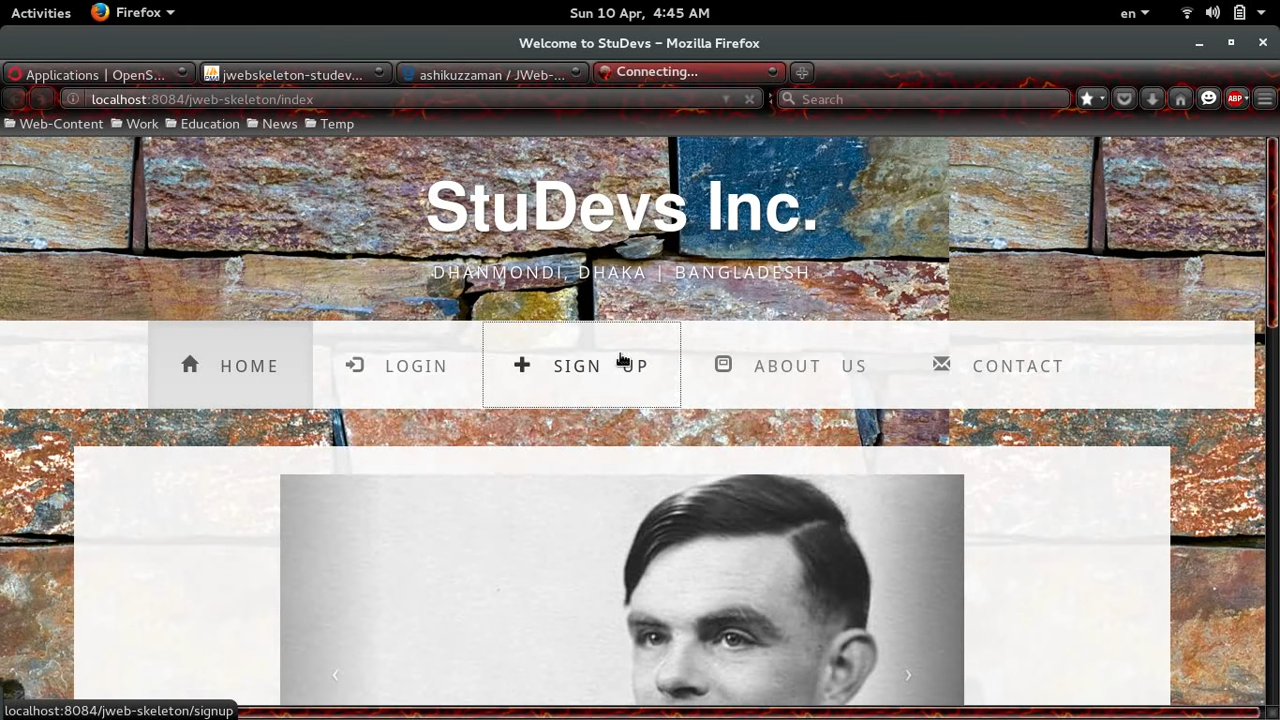 Activities Firefox Sun 10 Apr, 4:45 AM en
Welcome to StuDevs – Mozilla Firefox
Applications | OpenS... jwebskeleton-studev... ashikuzzaman / JWeb-... Connecting...
localhost:8084/jweb-skeleton/index Search ABP
Web-Content Work Education News Temp
StuDevs Inc.
DHANMONDI, DHAKA | BANGLADESH
HOME LOGIN SIGN UP ABOUT US CONTACT
localhost:8084/jweb-skeleton/signup